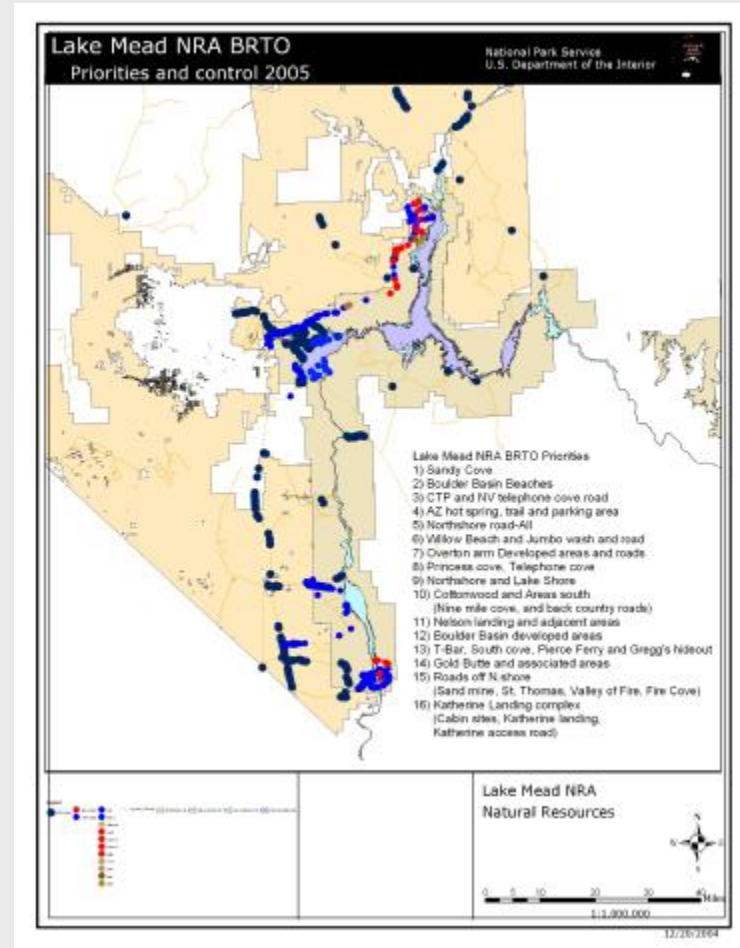 Lake Mead NRA BRTO
Priorities and control 2005
National Park Service
U.S. Department of the Interior
Lake Mead NRA BRTO Priorities
1) Sandy Cove
2) Boulder Basin Beaches
3) CTP and NV telephone cove road
4) AZ hot spring, trail and parking area
5) Northshore road-All
6) Willow Beach and Jumbo wash and road
7) Overton arm Developed areas and roads
8) Princess cove, Telephone cove
9) Northshore and Lake Shore
10) Cottonwood and Areas south
(Nine mile cove, and back country roads)
11) Nelson landing and adjacent areas
12) Boulder Basin developed areas
13) T-Bar, South cove, Pierce Ferry and Gregg's hideout
14) Gold Butte and associated areas
15) Roads off N.shore
(Sand mine, St. Thomas, Valley of Fire, Fire Cove)
16) Katherine Landing complex
(Cabin sites, Katherine landing,
Katherine access road)
Lake Mead NRA
Natural Resources
N
W E
S
0 5 10 20 30 40 Miles
1:1,800,000
12/20/2004